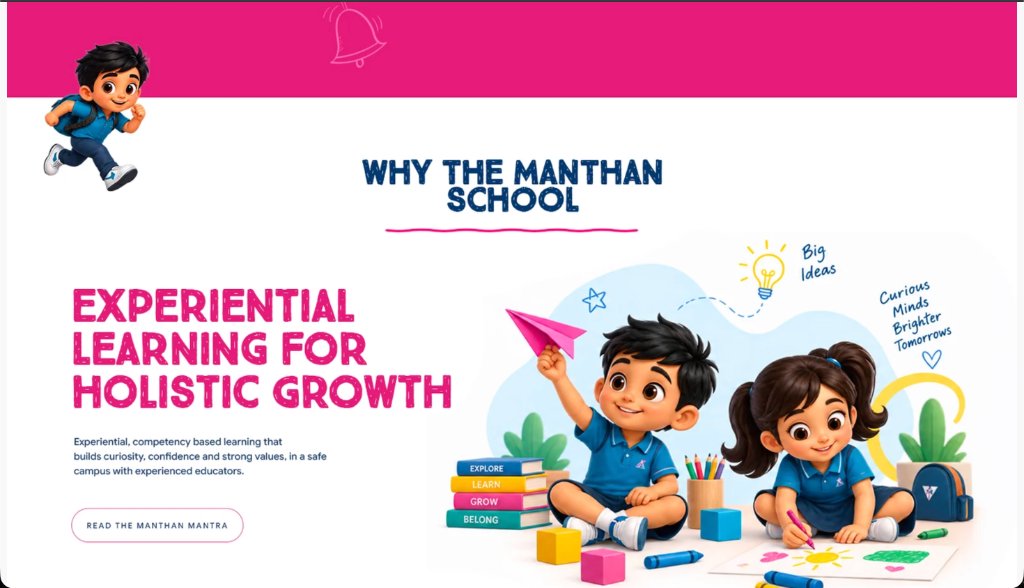 WHY THE MANTHAN
SCHOOL
EXPERIENTIAL
LEARNING FOR
HOLISTIC GROWTH
Experiential, competency based learning that
builds curiosity, confidence and strong values, in a safe
campus with experienced educators.
READ THE MANTHAN MANTRA
Big
Ideas
Curious
Minds
Brighter
Tomorrows
EXPLORE
LEARN
GROW
BELONG